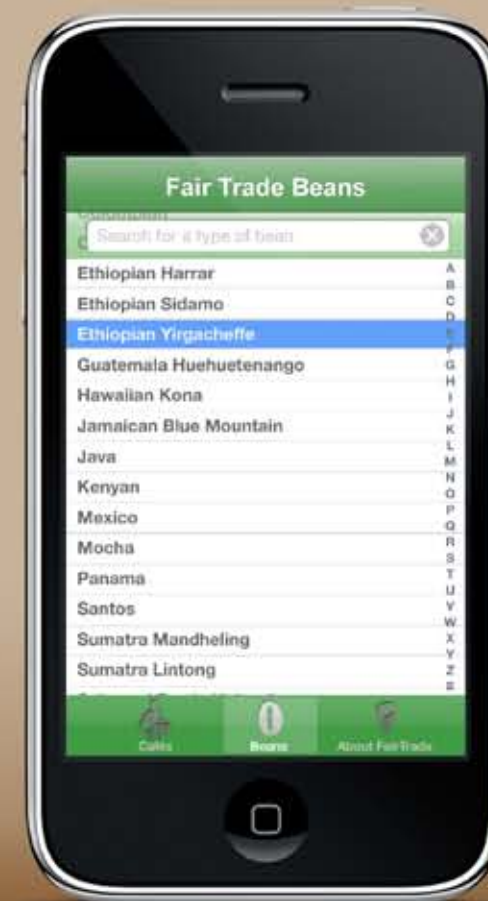 Fair Trade Beans
Search for a type of bean
Ethiopian Harrar
Ethiopian Sidamo
Ethiopian Yirgacheffe
Guatemala Huehuetenango
Hawaiian Kona
Jamaican Blue Mountain
Java
Kenyan
Mexico
Mocha
Panama
Santos
Sumatra Mandheling
Sumatra Lintong
A
B
C
D
E
F
G
H
I
J
K
L
M
N
O
P
Q
R
S
T
U
V
W
X
Y
Z
#
Cafés
Beans
About FairTrade